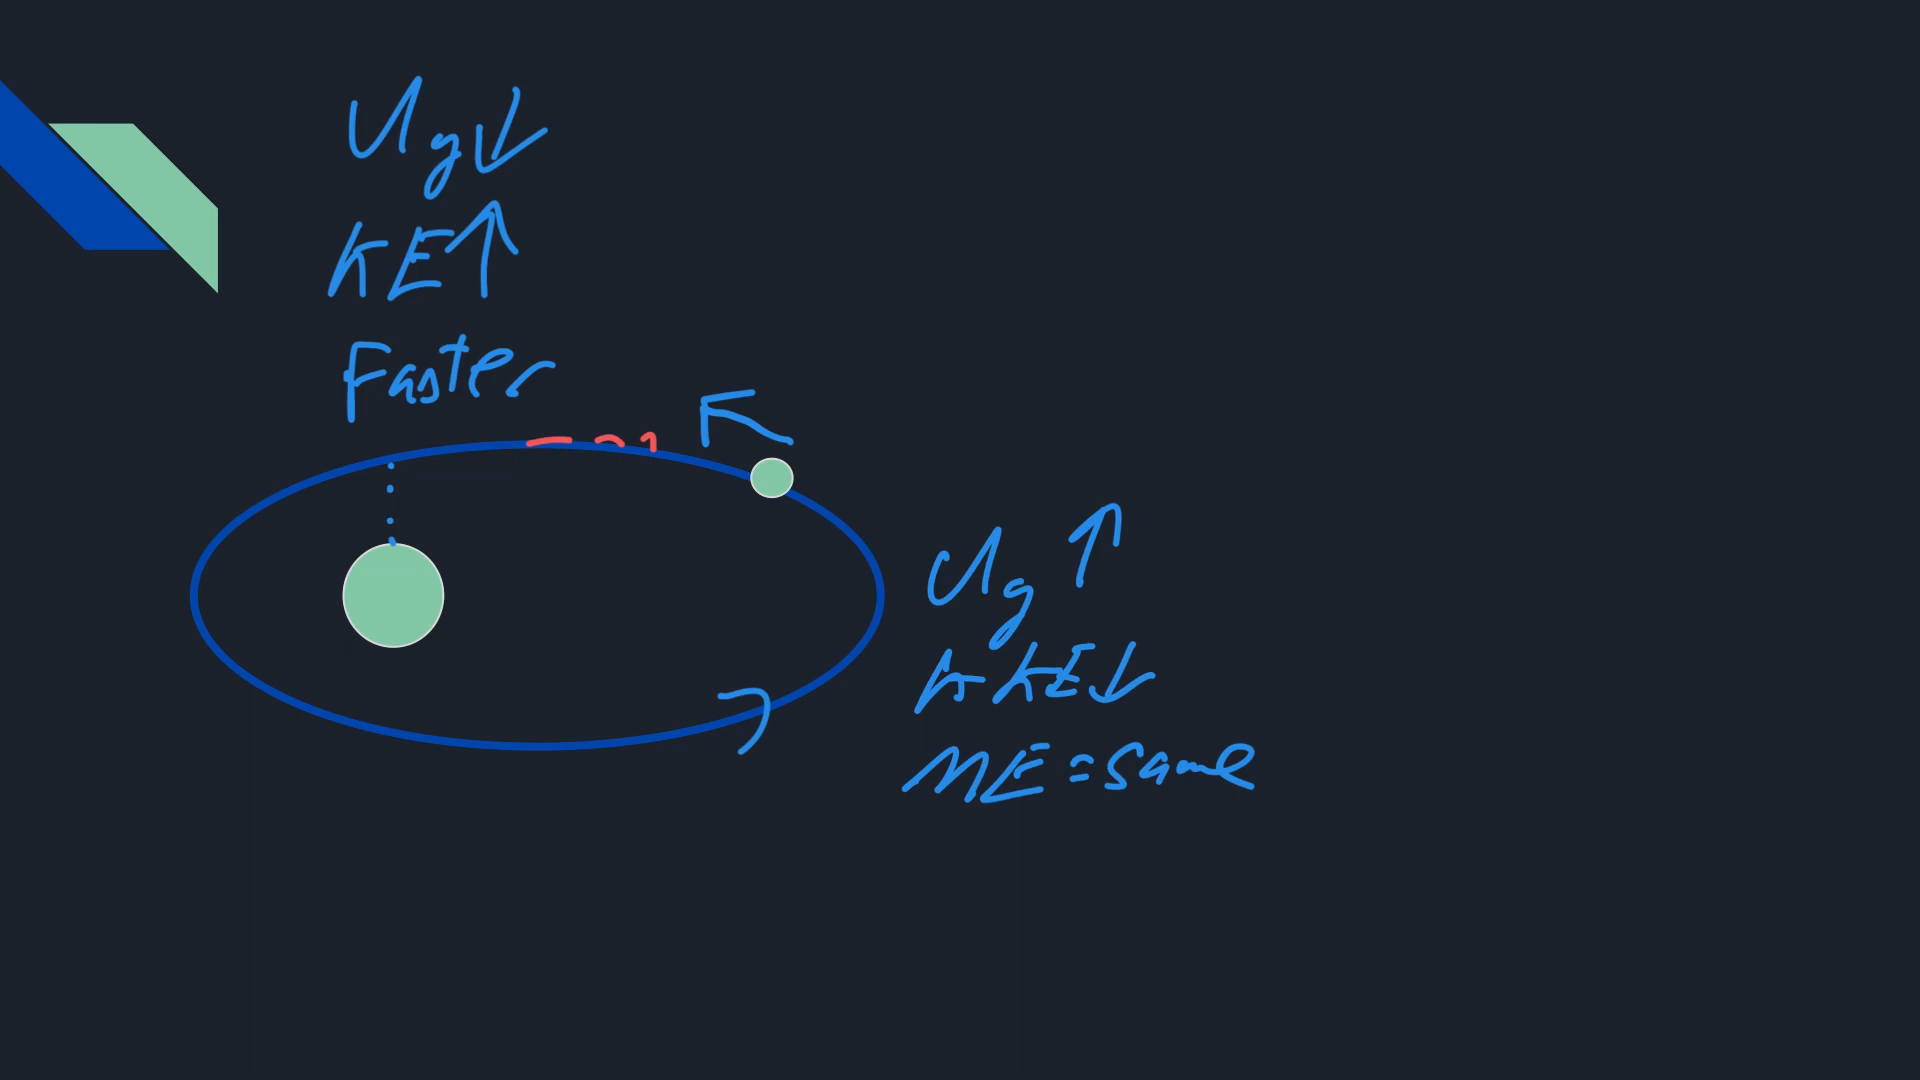 Ug↓
KE↑
Faster
Ug↑
KE↓
ME = same